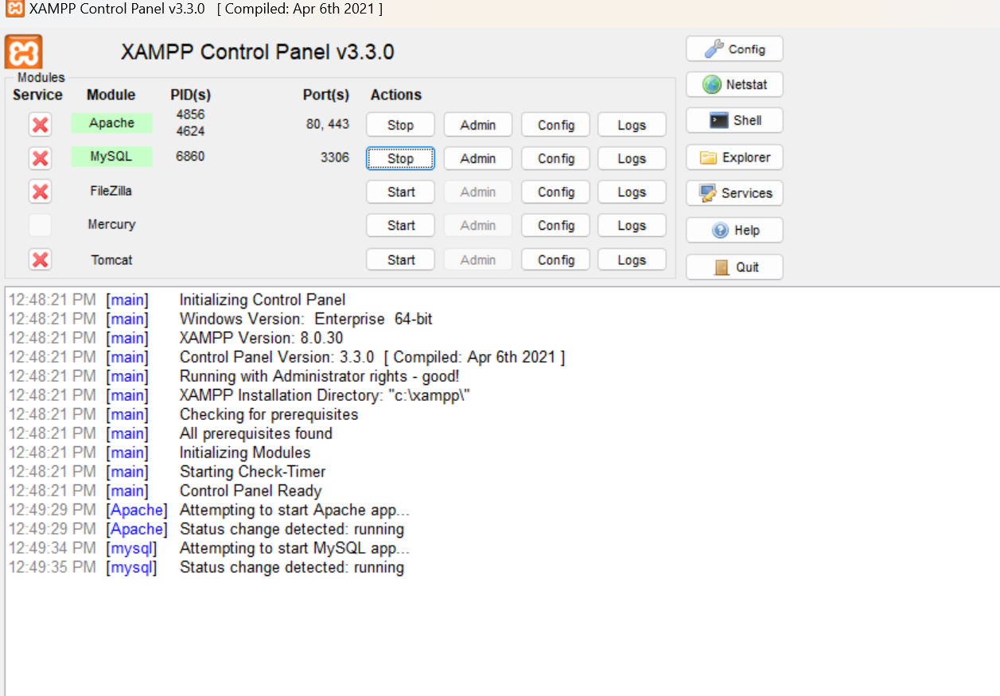 XAMPP Control Panel v3.3.0 [ Compiled: Apr 6th 2021 ]
XAMPP Control Panel v3.3.0
Config
Modules
Service Module PID(s) Port(s) Actions
Netstat
Apache 4856 4624 80, 443 Stop Admin Config Logs
Shell
MySQL 6860 3306 Stop Admin Config Logs
Explorer
FileZilla Start Admin Config Logs
Services
Mercury Start Admin Config Logs
Help
Tomcat Start Admin Config Logs
Quit
12:48:21 PM [main] Initializing Control Panel
12:48:21 PM [main] Windows Version: Enterprise 64-bit
12:48:21 PM [main] XAMPP Version: 8.0.30
12:48:21 PM [main] Control Panel Version: 3.3.0 [ Compiled: Apr 6th 2021 ]
12:48:21 PM [main] Running with Administrator rights - good!
12:48:21 PM [main] XAMPP Installation Directory: "c:\xampp\"
12:48:21 PM [main] Checking for prerequisites
12:48:21 PM [main] All prerequisites found
12:48:21 PM [main] Initializing Modules
12:48:21 PM [main] Starting Check-Timer
12:48:21 PM [main] Control Panel Ready
12:49:29 PM [Apache] Attempting to start Apache app...
12:49:29 PM [Apache] Status change detected: running
12:49:34 PM [mysql] Attempting to start MySQL app...
12:49:35 PM [mysql] Status change detected: running